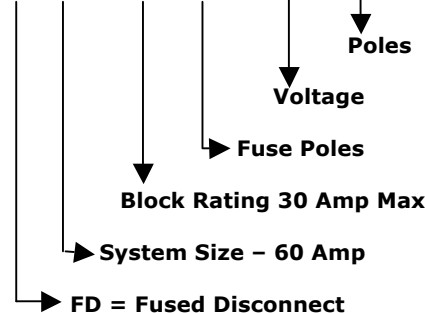 Poles
Voltage
Fuse Poles
Block Rating 30 Amp Max
System Size – 60 Amp
FD = Fused Disconnect